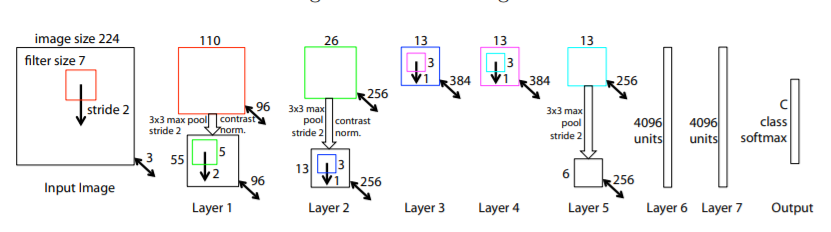 image size 224
filter size 7
stride 2
3
Input Image
110
96
3x3 max pool
stride 2
contrast
norm.
55
5
2
96
Layer 1
26
256
3x3 max
pool
stride 2
contrast
norm.
13
3
1
256
Layer 2
13
3
1
384
Layer 3
13
3
1
384
Layer 4
13
256
3x3 max
pool
stride 2
6
256
Layer 5
4096
units
Layer 6
4096
units
Layer 7
C
class
softmax
Output